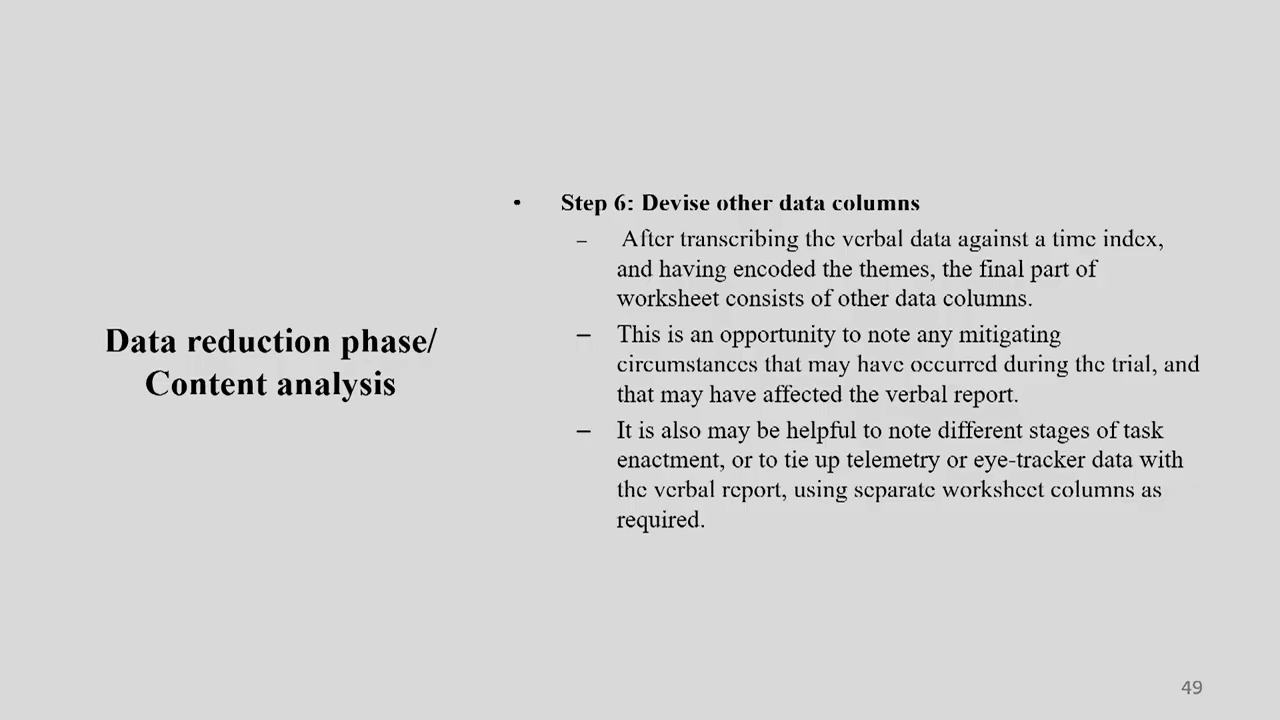 Data reduction phase/
Content analysis
• Step 6: Devise other data columns
– After transcribing the verbal data against a time index,
and having encoded the themes, the final part of
worksheet consists of other data columns.
– This is an opportunity to note any mitigating
circumstances that may have occurred during the trial, and
that may have affected the verbal report.
– It is also may be helpful to note different stages of task
enactment, or to tie up telemetry or eye-tracker data with
the verbal report, using separate worksheet columns as
required.
49